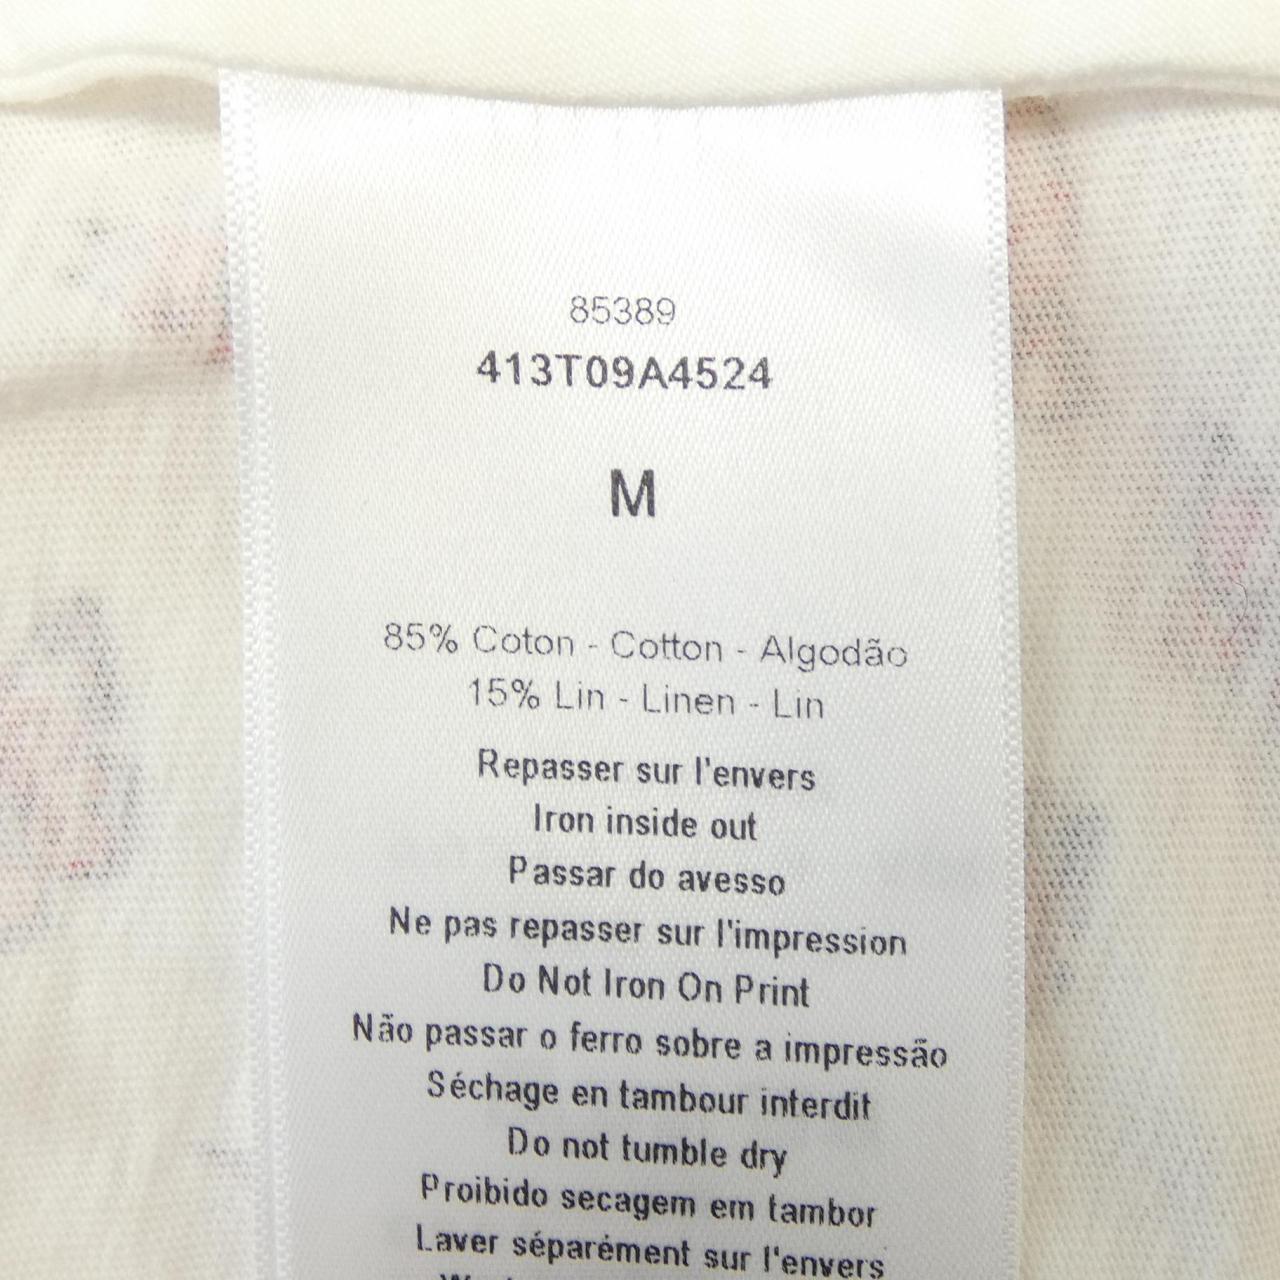 85389
413T09A4524
M
85% Coton - Cotton - Algodão
15% Lin - Linen - Lin
Repasser sur l'envers
Iron inside out
Passar do avesso
Ne pas repasser sur l'impression
Do Not Iron On Print
Não passar o ferro sobre a impressão
Séchage en tambour interdit
Do not tumble dry
Proibido secagem em tambor
Laver séparément sur l'envers